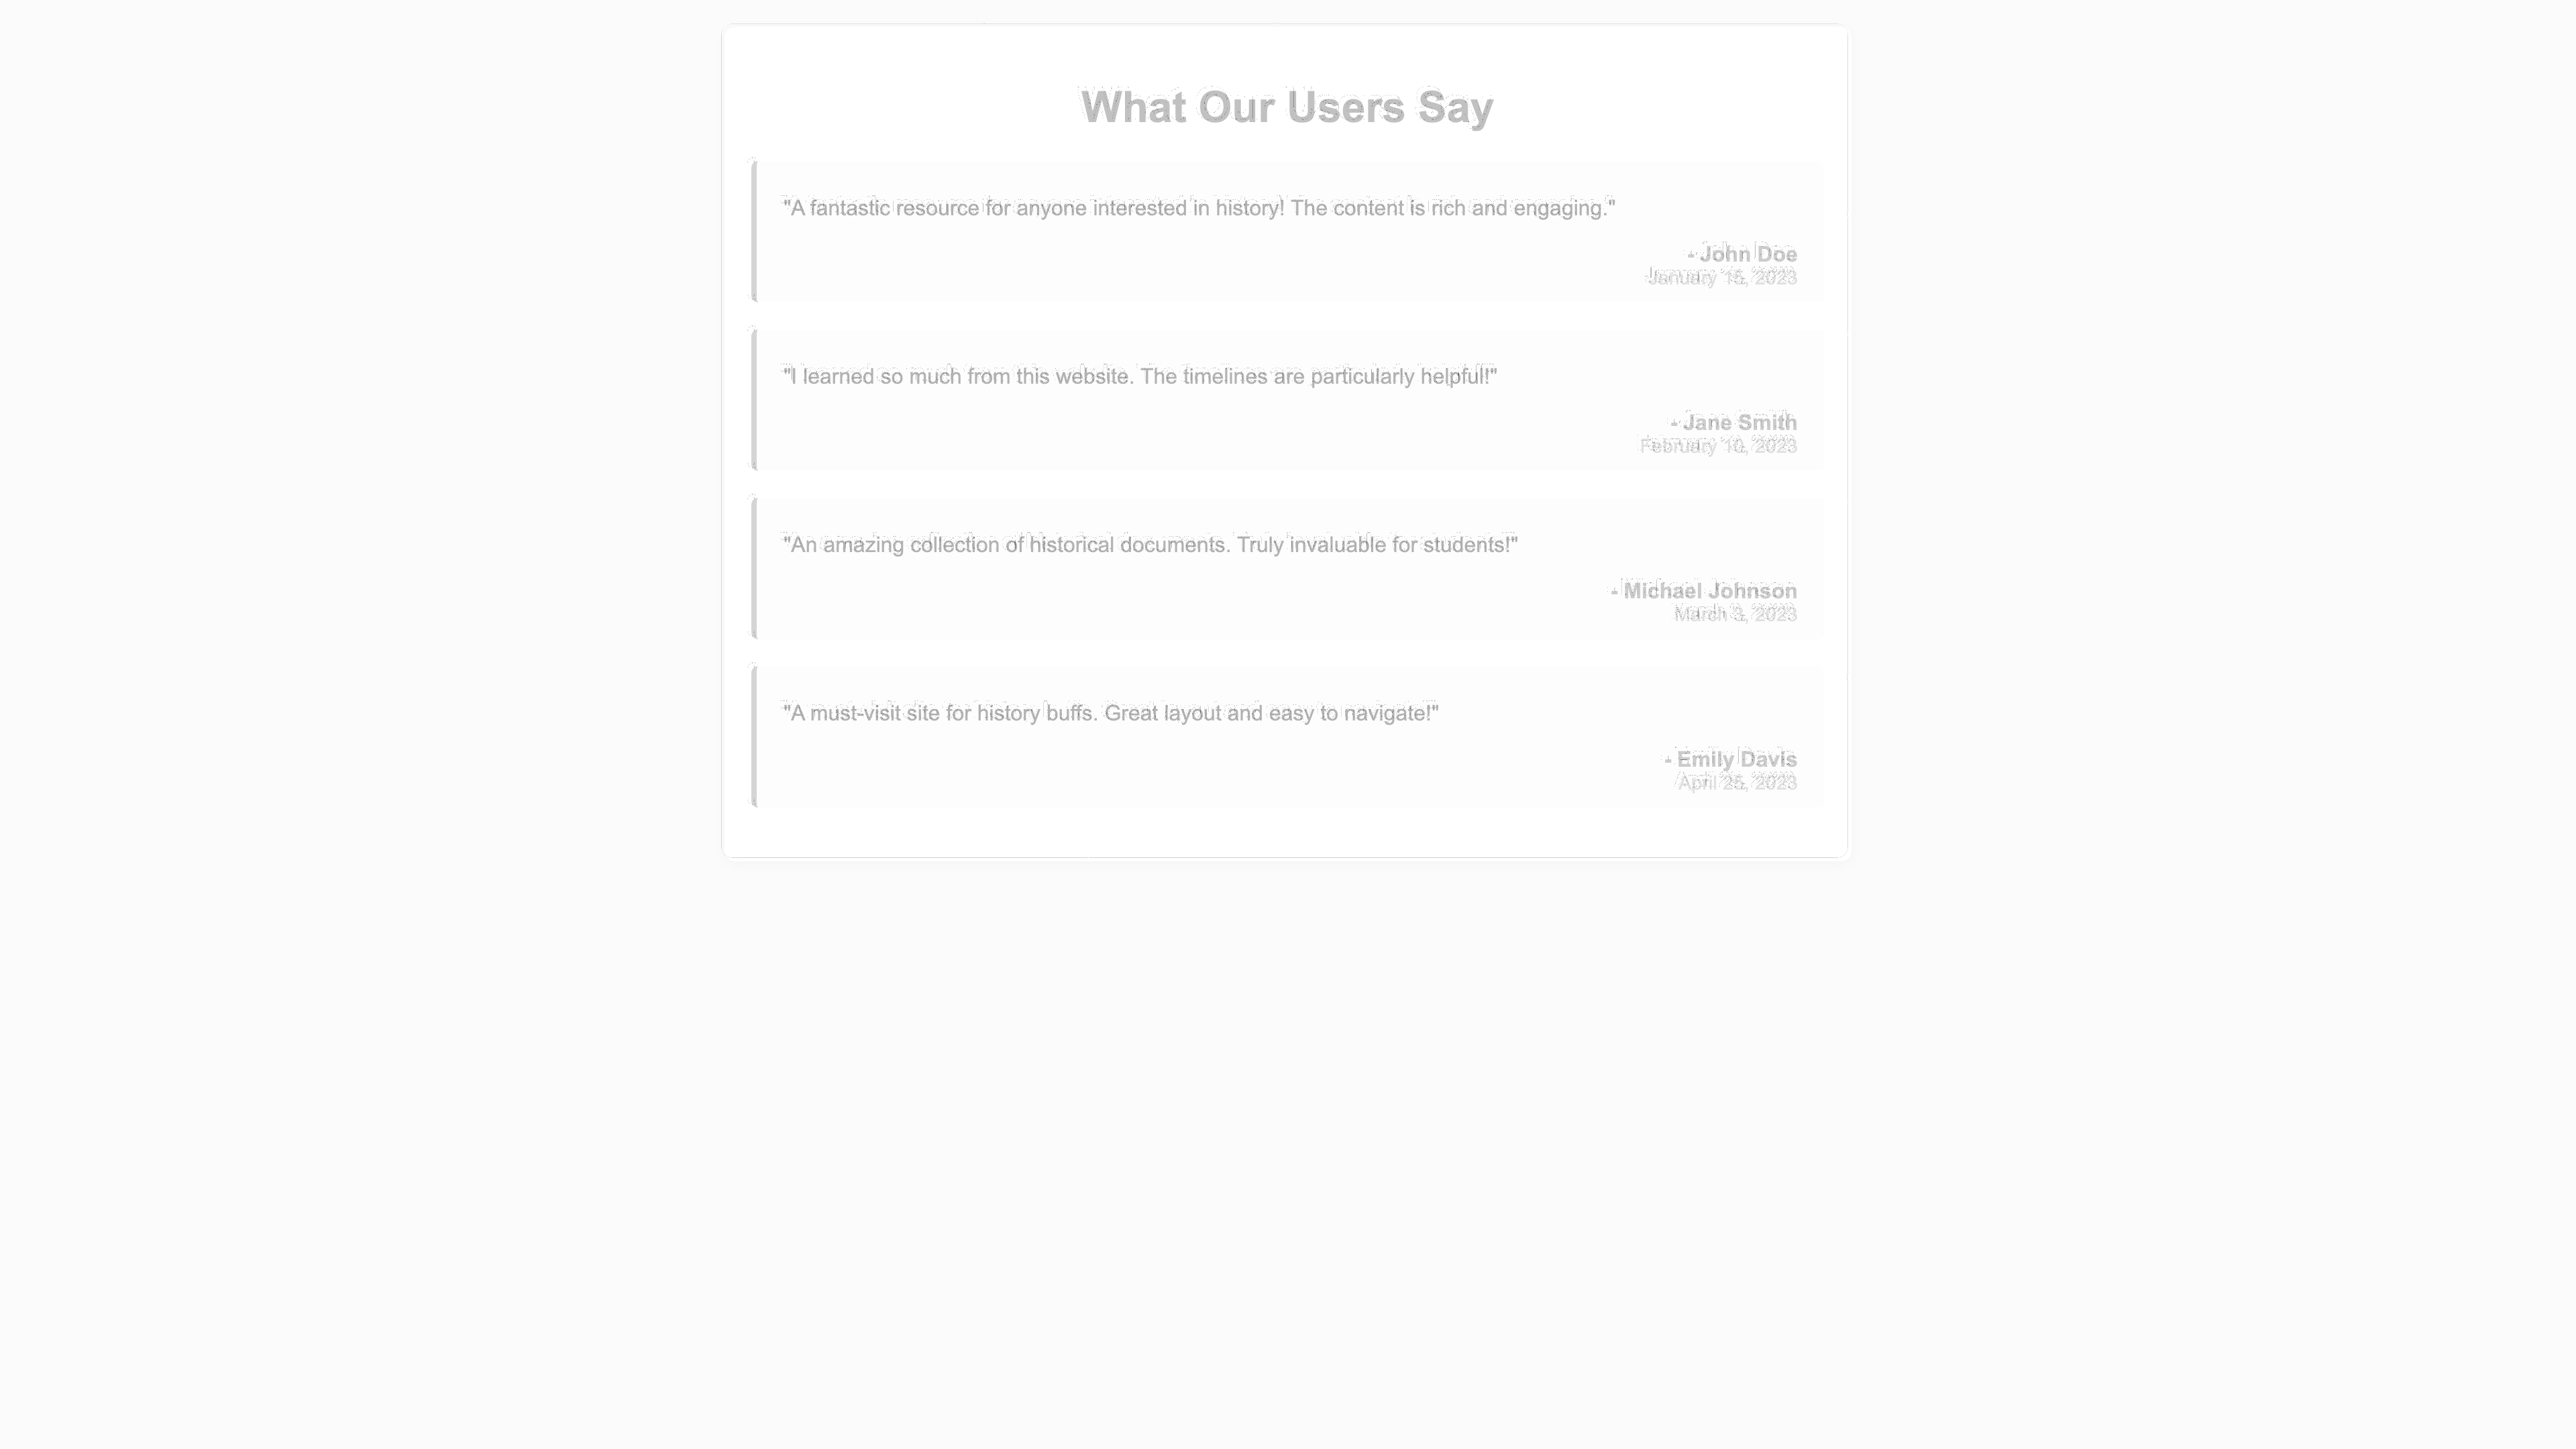 What Our Users Say
"A fantastic resource for anyone interested in history! The content is rich and engaging."
- John Doe
January 15, 2023
"I learned so much from this website. The timelines are particularly helpful!"
- Jane Smith
February 10, 2023
"An amazing collection of historical documents. Truly invaluable for students!"
- Michael Johnson
March 3, 2023
"A must-visit site for history buffs. Great layout and easy to navigate!"
- Emily Davis
April 25, 2023